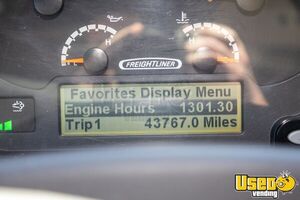 FREIGHTLINER
Favorites Display Menu
Engine Hours 1301.30
Trip1 43767.0 Miles
Used
vending